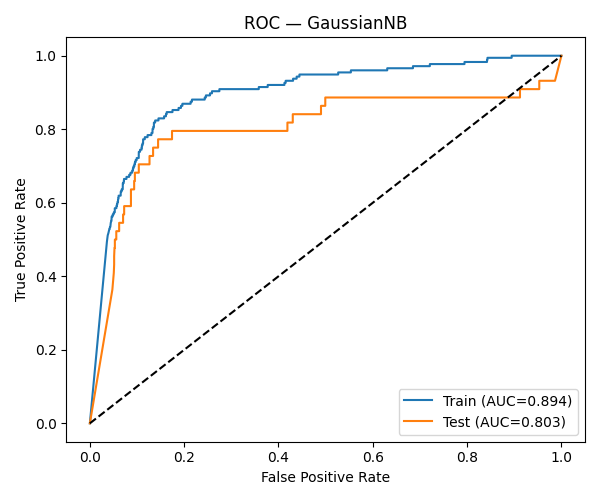 ROC — GaussianNB
True Positive Rate
1.0
0.8
0.6
0.4
0.2
0.0
Train (AUC=0.894)
Test (AUC=0.803)
0.0 0.2 0.4 0.6 0.8 1.0
False Positive Rate